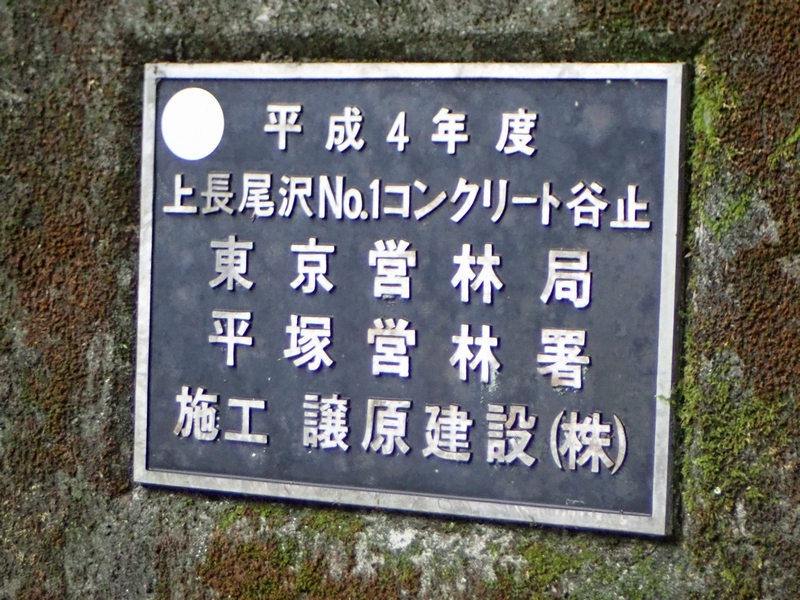 平成4年度
上長尾沢No.1コンクリート谷止
東京営林局
平塚営林署
施工 譲原建設(株)